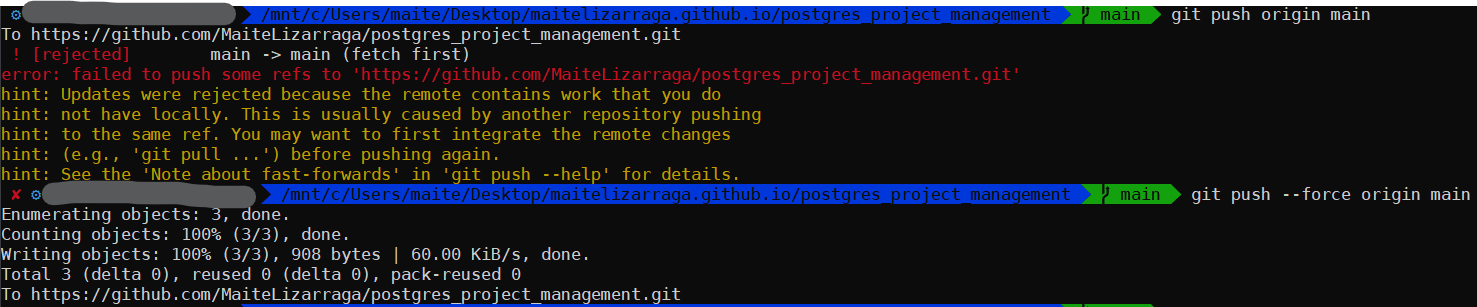 /mnt/c/Users/maite/Desktop/maitelizarraga.github.io/postgres_project_management main git push origin main
To https://github.com/MaiteLizarraga/postgres_project_management.git
! [rejected] main -> main (fetch first)
error: failed to push some refs to 'https://github.com/MaiteLizarraga/postgres_project_management.git'
hint: Updates were rejected because the remote contains work that you do
hint: not have locally. This is usually caused by another repository pushing
hint: to the same ref. You may want to first integrate the remote changes
hint: (e.g., 'git pull ...') before pushing again.
hint: See the 'Note about fast-forwards' in 'git push --help' for details.
✘ /mnt/c/Users/maite/Desktop/maitelizarraga.github.io/postgres_project_management main git push --force origin main
Enumerating objects: 3, done.
Counting objects: 100% (3/3), done.
Writing objects: 100% (3/3), 908 bytes | 60.00 KiB/s, done.
Total 3 (delta 0), reused 0 (delta 0), pack-reused 0
To https://github.com/MaiteLizarraga/postgres_project_management.git